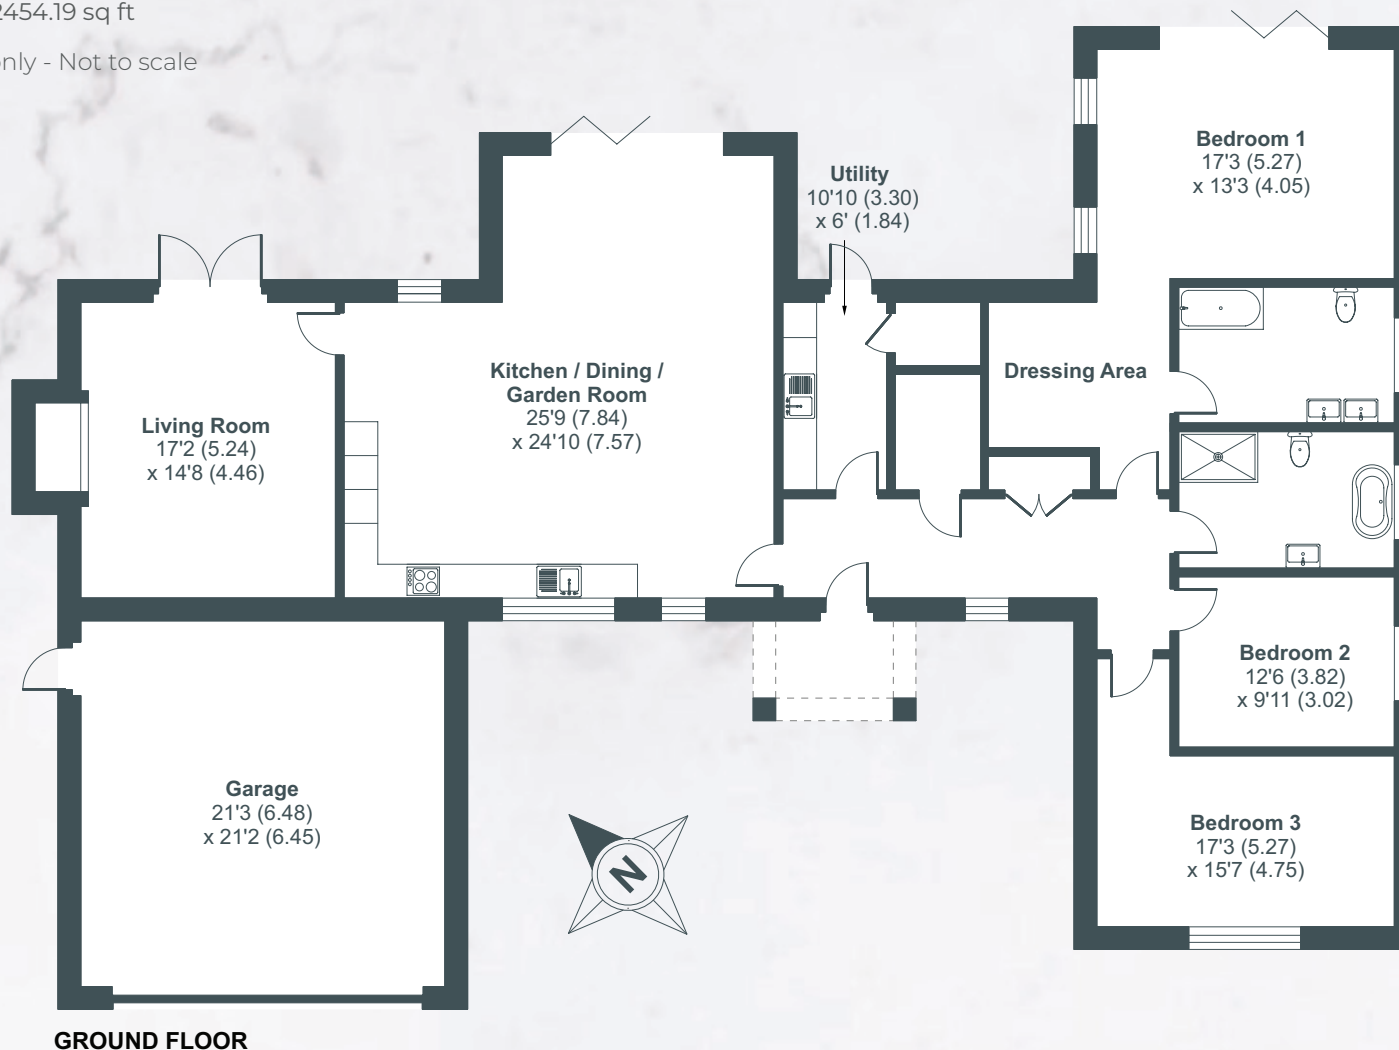 2454.19 sq ft
only - Not to scale
Bedroom 1
17'3 (5.27)
x 13'3 (4.05)
Utility
10'10 (3.30)
x 6' (1.84)
Kitchen / Dining /
Garden Room
25'9 (7.84)
x 24'10 (7.57)
Dressing Area
Living Room
17'2 (5.24)
x 14'8 (4.46)
Bedroom 2
12'6 (3.82)
x 9'11 (3.02)
Garage
21'3 (6.48)
x 21'2 (6.45)
N
Bedroom 3
17'3 (5.27)
x 15'7 (4.75)
GROUND FLOOR